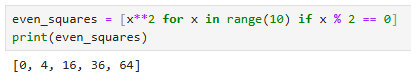 even_squares = [x**2 for x in range(10) if x % 2 == 0]
print(even_squares)
[0, 4, 16, 36, 64]